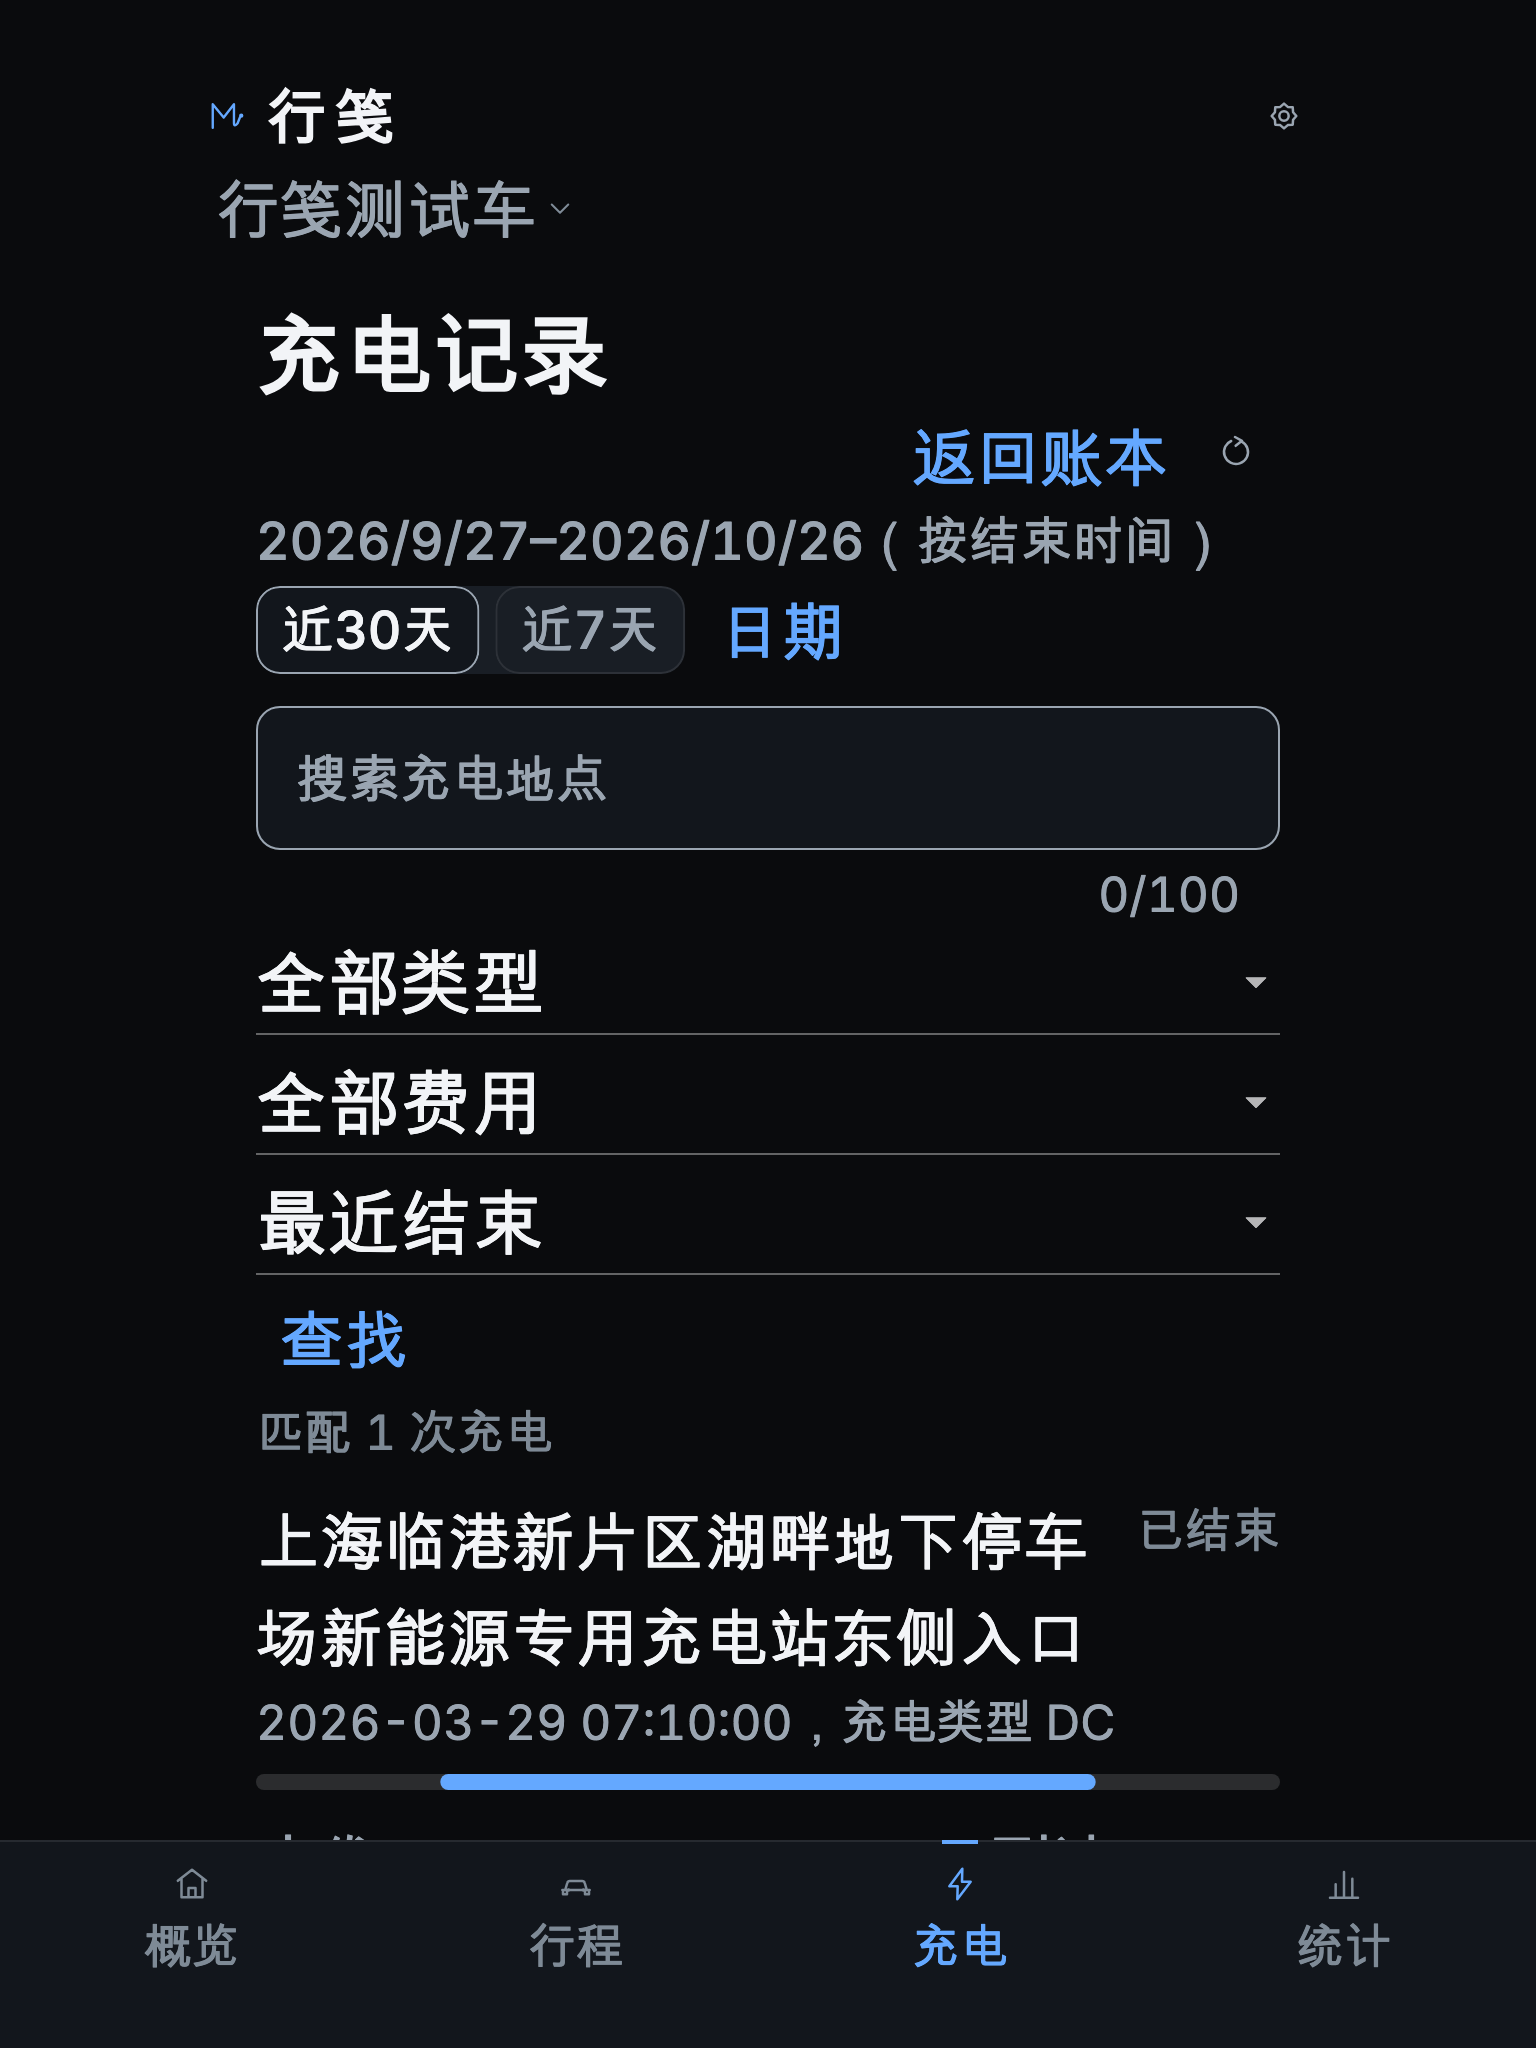 行笺
行笺测试车
充电记录
返回账本
2026/9/27–2026/10/26（按结束时间）
近30天 近7天 日期
搜索充电地点
0/100
全部类型
全部费用
最近结束
查找
匹配 1 次充电
上海临港新片区湖畔地下停车 已结束
场新能源专用充电站东侧入口
2026-03-29 07:10:00，充电类型 DC
概览 行程 充电 统计